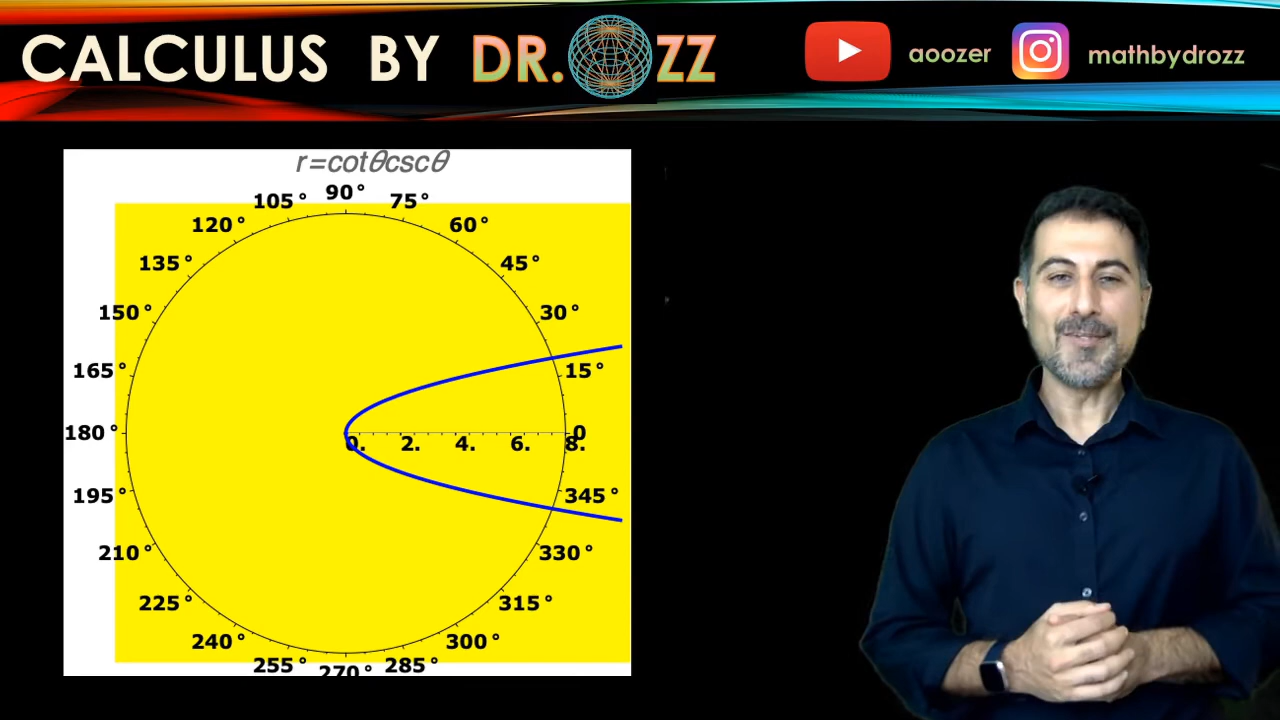 CALCULUS BY DR. OZZ
aoozer
mathbydrozz
r=cotθcscθ
90°
105° 75°
120° 60°
135° 45°
150° 30°
165° 15°
180° 0
0. 2. 4. 6. 8.
195° 345°
210° 330°
225° 315°
240° 300°
255° 285°
270°